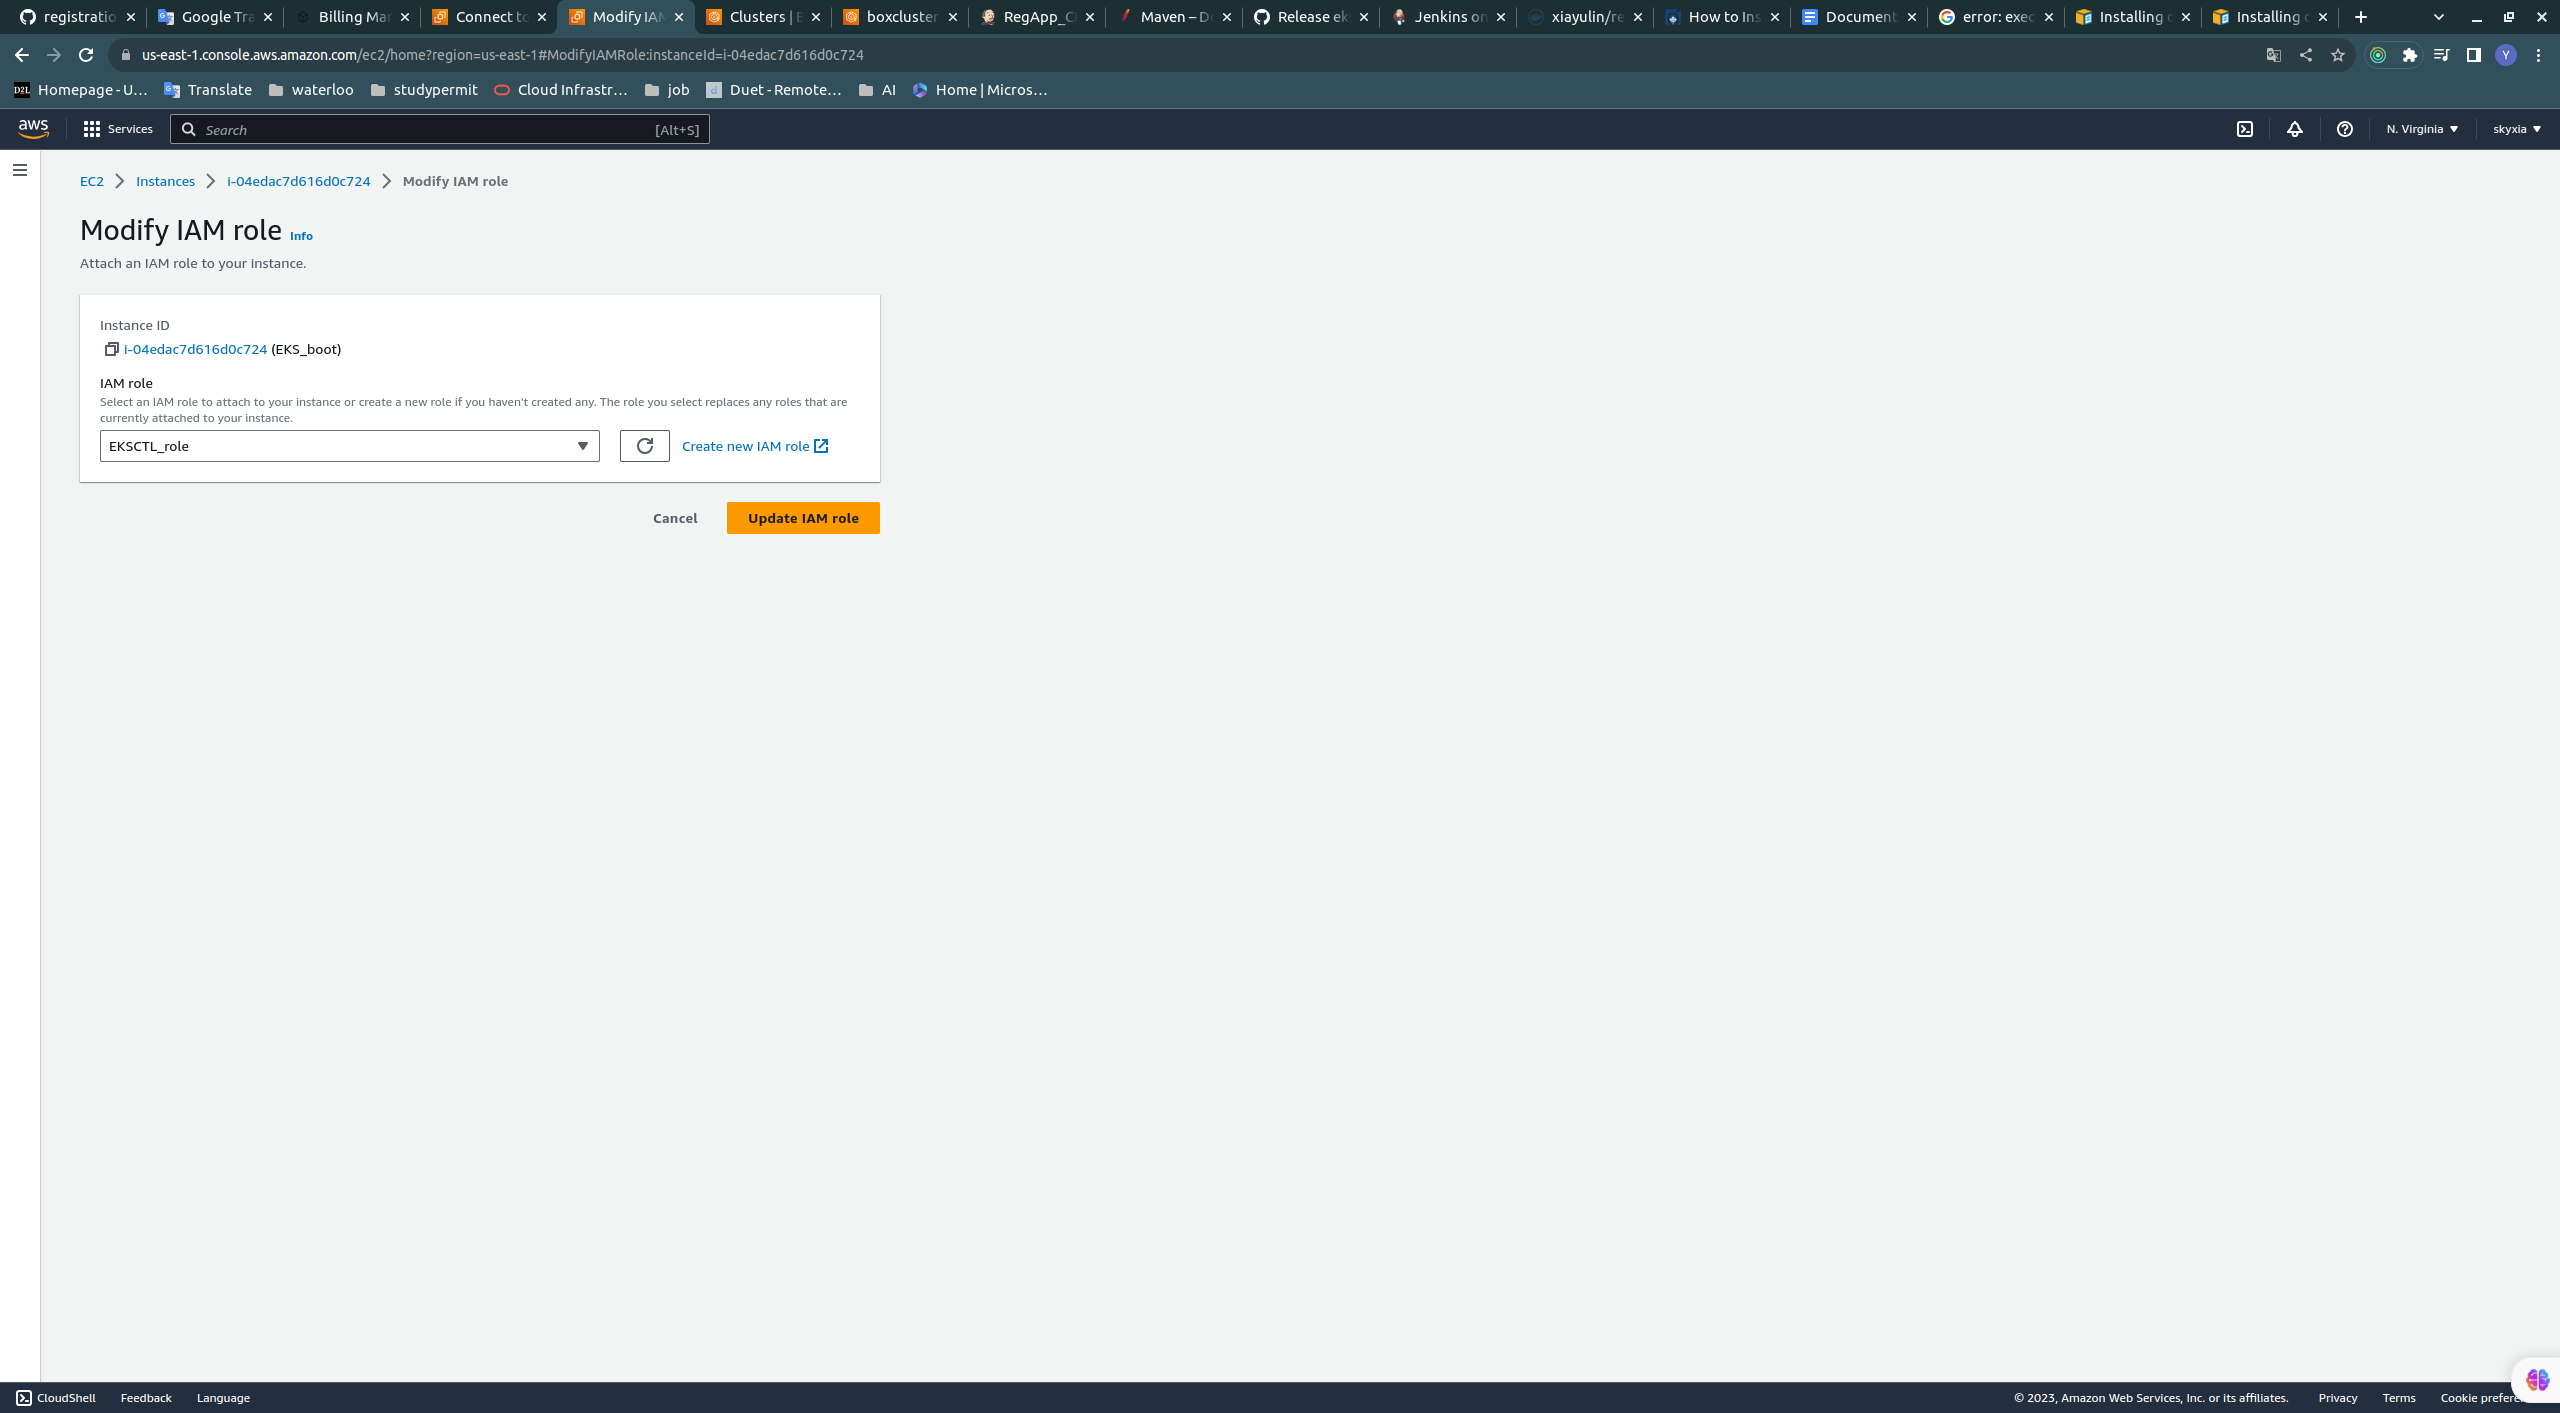 registratio Google Tra Billing Mar Connect to Modify IAM Clusters | E boxcluster RegApp_C Maven – Do Release ek Jenkins on xiayulin/re How to Ins Document error: exec Installing Installing
us-east-1.console.aws.amazon.com/ec2/home?region=us-east-1#ModifyIAMRole:instanceId=i-04edac7d616d0c724
D2L Homepage - U... Translate waterloo studypermit Cloud Infrastr... job Duet - Remote... AI Home | Micros...
aws Services Search [Alt+S] N. Virginia skyxia
EC2 Instances i-04edac7d616d0c724 Modify IAM role
Modify IAM role Info
Attach an IAM role to your instance.
Instance ID
i-04edac7d616d0c724 (EKS_boot)
IAM role
Select an IAM role to attach to your instance or create a new role if you haven't created any. The role you select replaces any roles that are
currently attached to your instance.
EKSCTL_role Create new IAM role
Cancel Update IAM role
CloudShell Feedback Language © 2023, Amazon Web Services, Inc. or its affiliates. Privacy Terms Cookie prefere